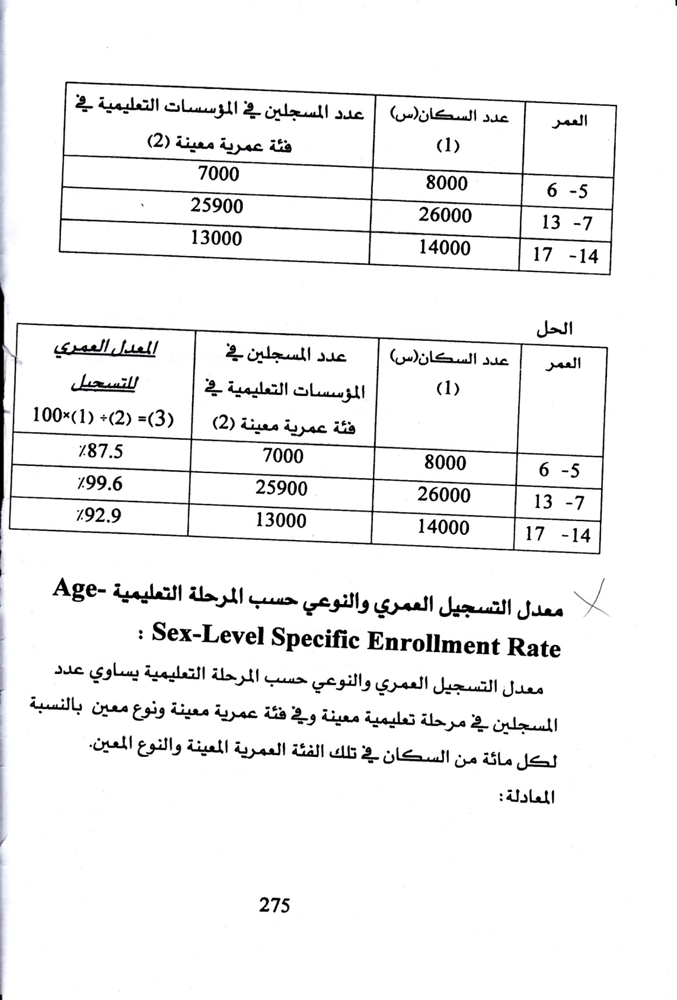 العمر عدد السكان(س) عدد المسجلين في المؤسسات التعليمية في
(1) فئة عمرية معينة (2)
5- 6 8000 7000
7- 13 26000 25900
14- 17 14000 13000
الحل
العمر عدد السكان(س) عدد المسجلين في المعدل العمري
(1) المؤسسات التعليمية في للتسجيل
فئة عمرية معينة (2) (3)= (2)÷ (1)×100
5- 6 8000 7000 87.5٪
7- 13 26000 25900 99.6٪
14- 17 14000 13000 92.9٪
معدل التسجيل العمري والنوعي حسب المرحلة التعليمية Age-
Sex-Level Specific Enrollment Rate :
معدل التسجيل العمري والنوعي حسب المرحلة التعليمية يساوي عدد
المسجلين في مرحلة تعليمية معينة وفي فئة عمرية معينة ونوع معين بالنسبة
لكل مائة من السكان في تلك الفئة العمرية المعينة والنوع المعين.
المعادلة:
275